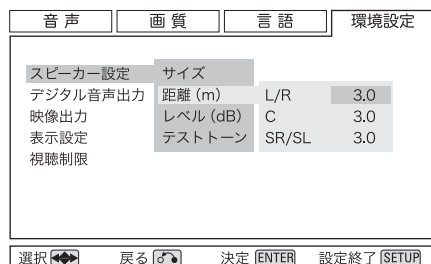 音声 画質 言語 環境設定
スピーカー設定 サイズ
デジタル音声出力 距離(m) L/R 3.0
映像出力 レベル(dB) C 3.0
表示設定 テストトーン SR/SL 3.0
視聴制限
選択 戻る 決定 ENTER 設定終了 SETUP